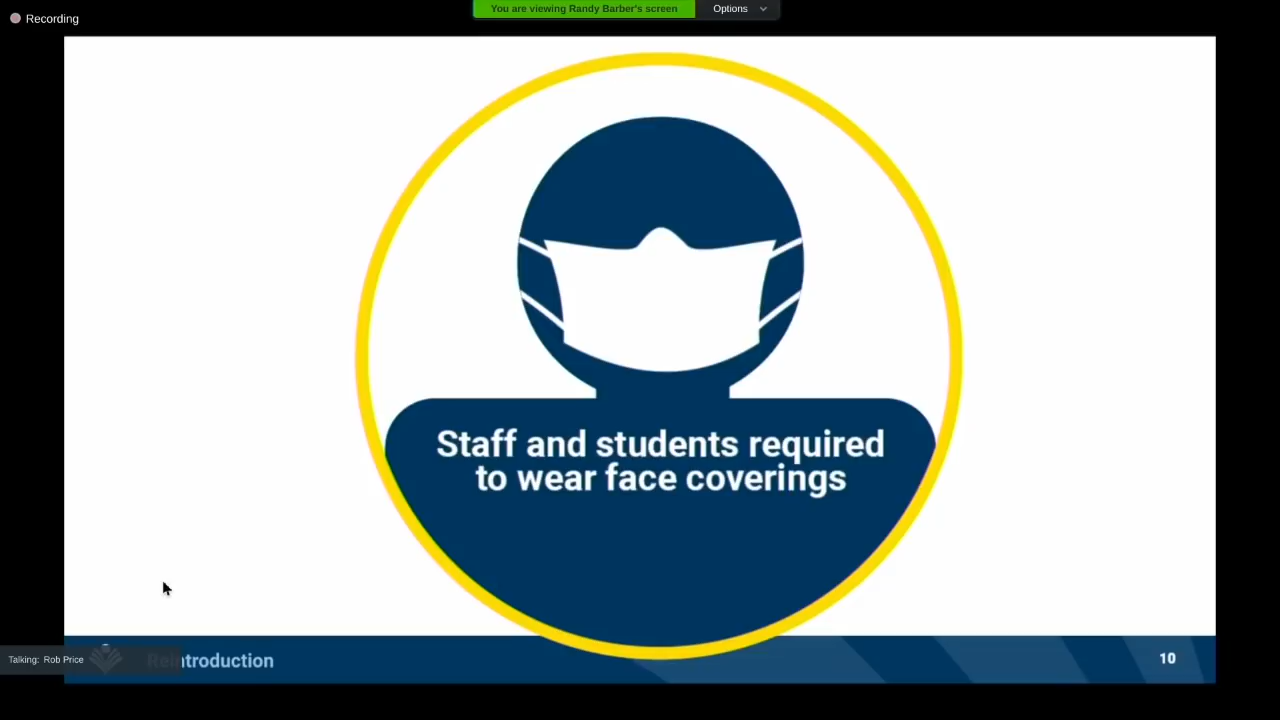 Recording
You are viewing Randy Barber's screen
Options
Staff and students required
to wear face coverings
Talking: Rob Price
Reintroduction
10